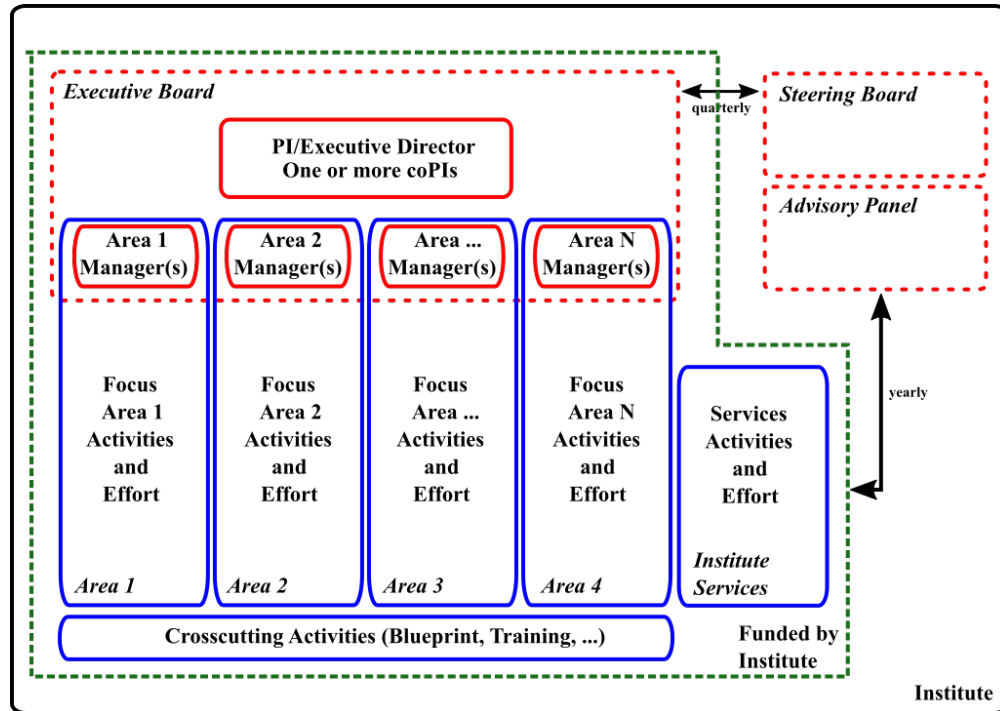 Executive Board
PI/Executive Director
One or more coPIs
quarterly
Steering Board
Advisory Panel
Area 1
Manager(s)
Area 2
Manager(s)
Area ...
Manager(s)
Area N
Manager(s)
Focus
Area 1
Activities
and
Effort
Area 1
Focus
Area 2
Activities
and
Effort
Area 2
Focus
Area ...
Activities
and
Effort
Area 3
Focus
Area N
Activities
and
Effort
Area 4
Services
Activities
and
Effort
Institute
Services
yearly
Crosscutting Activities (Blueprint, Training, ...)
Funded by
Institute
Institute